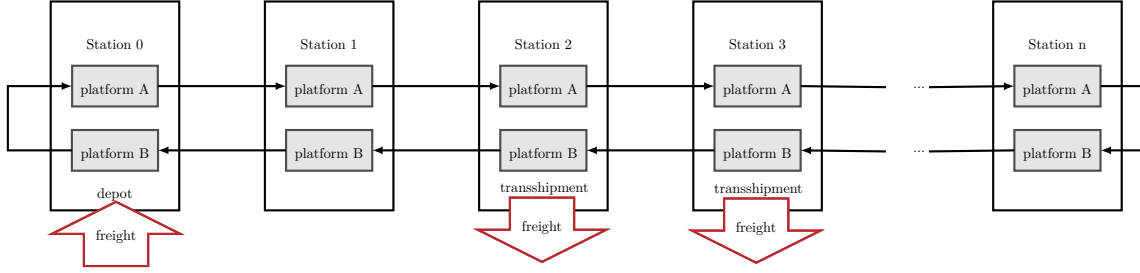 Station 0
Station 1
Station 2
Station 3
Station n
platform A
platform A
platform A
platform A
...
platform A
platform B
platform B
platform B
platform B
...
platform B
depot
transshipment
transshipment
freight
freight
freight